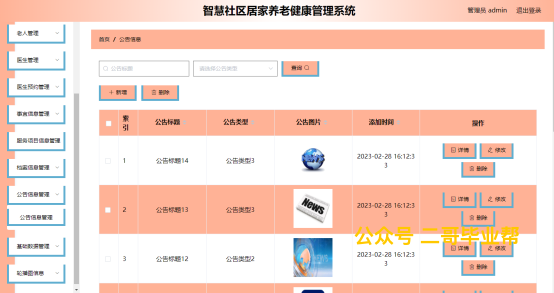 智慧社区居家养老健康管理系统
管理员 admin 退出登录
老人管理
医生管理
医生预约管理
服务项目信息管理
档案信息管理
公告信息管理
公告信息管理
基础数据管理
轮播图信息
首页 / 公告信息
公告标题 请选择公告类型 查询
+ 新增 删除
索引 公告标题 公告类型 公告图片 添加时间 操作
1 公告标题14 公告类型3 2023-02-28 16:12:33 详情 修改 删除
2 公告标题13 公告类型3 NEWS 2023-02-28 16:12:33 详情 修改 删除
3 公告标题12 公告类型2 2023-02-28 16:12:33 详情 修改 删除
公众号 二哥毕业帮